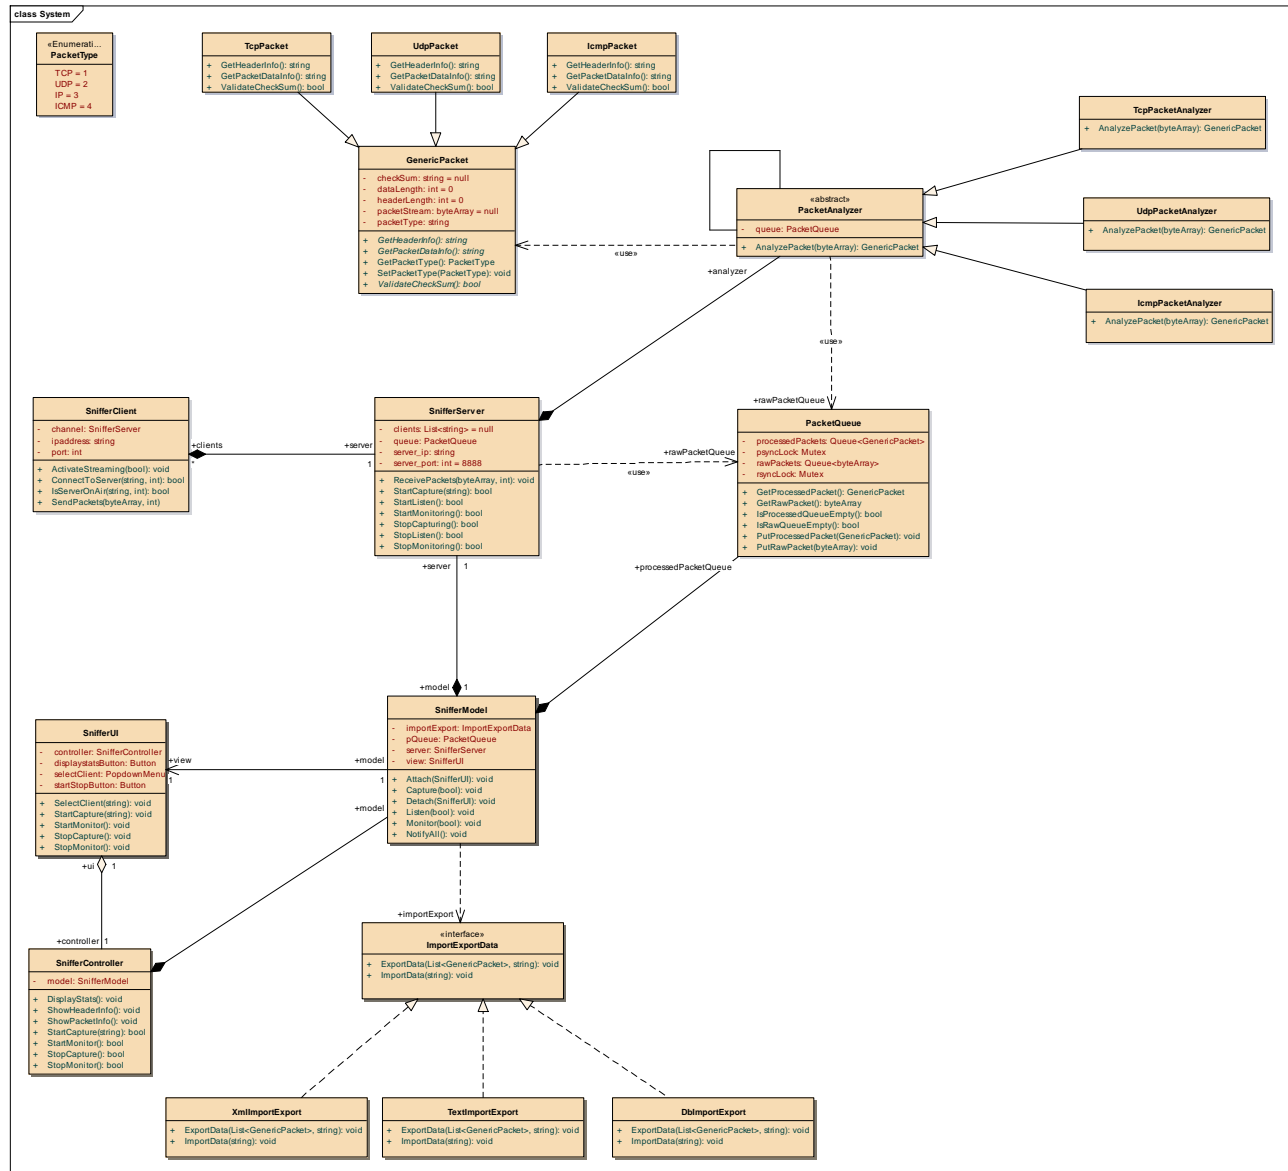 class System
«Enumerati...
PacketType
TCP = 1
UDP = 2
IP = 3
ICMP = 4
TcpPacket
+ GetHeaderInfo(): string
+ GetPacketDataInfo(): string
+ ValidateCheckSum(): bool
UdpPacket
+ GetHeaderInfo(): string
+ GetPacketDataInfo(): string
+ ValidateCheckSum(): bool
IcmpPacket
+ GetHeaderInfo(): string
+ GetPacketDataInfo(): string
+ ValidateCheckSum(): bool
GenericPacket
- checkSum: string = null
- dataLength: int = 0
- headerLength: int = 0
- packetStream: byteArray = null
- packetType: string
+ GetHeaderInfo(): string
+ GetPacketDataInfo(): string
+ GetPacketType(): PacketType
+ SetPacketType(PacketType): void
+ ValidateCheckSum(): bool
«abstract»
PacketAnalyzer
- queue: PacketQueue
+ AnalyzePacket(byteArray): GenericPacket
TcpPacketAnalyzer
+ AnalyzePacket(byteArray): GenericPacket
UdpPacketAnalyzer
+ AnalyzePacket(byteArray): GenericPacket
IcmpPacketAnalyzer
+ AnalyzePacket(byteArray): GenericPacket
«use»
+analyzer
«use»
+rawPacketQueue
SnifferClient
- channel: SnifferServer
- ipaddress: string
- port: int
+ ActivateStreaming(bool): void
+ ConnectToServer(string, int): bool
+ IsServerOnAir(string, int): bool
+ SendPackets(byteArray, int)
+clients
*
+server
1
SnifferServer
- clients: List<string> = null
- queue: PacketQueue
- server_ip: string
- server_port: int = 8888
+ ReceivePackets(byteArray, int): void
+ StartCapture(string): bool
+ StartListen(): bool
+ StartMonitoring(): bool
+ StopCapturing(): bool
+ StopListen(): bool
+ StopMonitoring(): bool
+rawPacketQueue
«use»
PacketQueue
- processedPackets: Queue<GenericPacket>
- psyncLock: Mutex
- rawPackets: Queue<byteArray>
- rsyncLock: Mutex
+ GetProcessedPacket(): GenericPacket
+ GetRawPacket(): byteArray
+ IsProcessedQueueEmpty(): bool
+ IsRawQueueEmpty(): bool
+ PutProcessedPacket(GenericPacket): void
+ PutRawPacket(byteArray): void
+server 1
+processedPacketQueue
+model 1
SnifferModel
- importExport: ImportExportData
- pQueue: PacketQueue
- server: SnifferServer
- view: SnifferUI
+ Attach(SnifferUI): void
+ Capture(bool): void
+ Detach(SnifferUI): void
+ Listen(bool): void
+ Monitor(bool): void
+ NotifyAll(): void
SnifferUI
- controller: SnifferController
- displaystatsButton: Button
- selectClient: PopdownMenu
- startStopButton: Button
+ SelectClient(string): void
+ StartCapture(string): void
+ StartMonitor(): void
+ StopCapture(): void
+ StopMonitor(): void
+view
1
+model
1
+model
+ui 1
+controller 1
SnifferController
- model: SnifferModel
+ DisplayStats(): void
+ ShowHeaderInfo(): void
+ ShowPacketInfo(): void
+ StartCapture(string): bool
+ StartMonitor(): bool
+ StopCapture(): bool
+ StopMonitor(): bool
+importExport
«interface»
ImportExportData
+ ExportData(List<GenericPacket>, string): void
+ ImportData(string): void
XmlImportExport
+ ExportData(List<GenericPacket>, string): void
+ ImportData(string): void
TextImportExport
+ ExportData(List<GenericPacket>, string): void
+ ImportData(string): void
DbImportExport
+ ExportData(List<GenericPacket>, string): void
+ ImportData(string): void